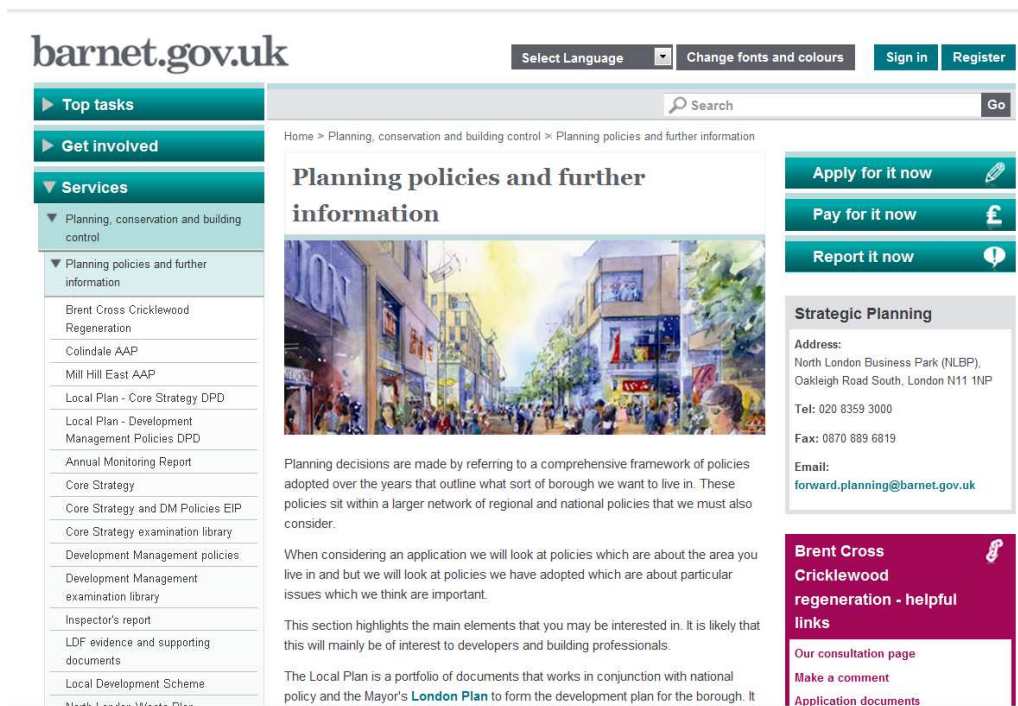 barnet.gov.uk
Select Language
Change fonts and colours
Sign in
Register
Top tasks
Search
Go
Get involved
Services
Planning, conservation and building
control
Planning policies and further
information
Brent Cross Cricklewood
Regeneration
Colindale AAP
Mill Hill East AAP
Local Plan - Core Strategy DPD
Local Plan - Development
Management Policies DPD
Annual Monitoring Report
Core Strategy
Core Strategy and DM Policies EIP
Core Strategy examination library
Development Management policies
Development Management
examination library
Inspector's report
LDF evidence and supporting
documents
Local Development Scheme
North London Waste Plan
Home > Planning, conservation and building control > Planning policies and further information
Planning policies and further
information
Planning decisions are made by referring to a comprehensive framework of policies
adopted over the years that outline what sort of borough we want to live in. These
policies sit within a larger network of regional and national policies that we must also
consider.
When considering an application we will look at policies which are about the area you
live in and but we will look at policies we have adopted which are about particular
issues which we think are important.
This section highlights the main elements that you may be interested in. It is likely that
this will mainly be of interest to developers and building professionals.
The Local Plan is a portfolio of documents that works in conjunction with national
policy and the Mayor's London Plan to form the development plan for the borough. It
Apply for it now
Pay for it now
£
Report it now
Strategic Planning
Address:
North London Business Park (NLBP),
Oakleigh Road South, London N11 1NP
Tel: 020 8359 3000
Fax: 0870 889 6819
Email:
forward.planning@barnet.gov.uk
Brent Cross
Cricklewood
regeneration - helpful
links
Our consultation page
Make a comment
Application documents